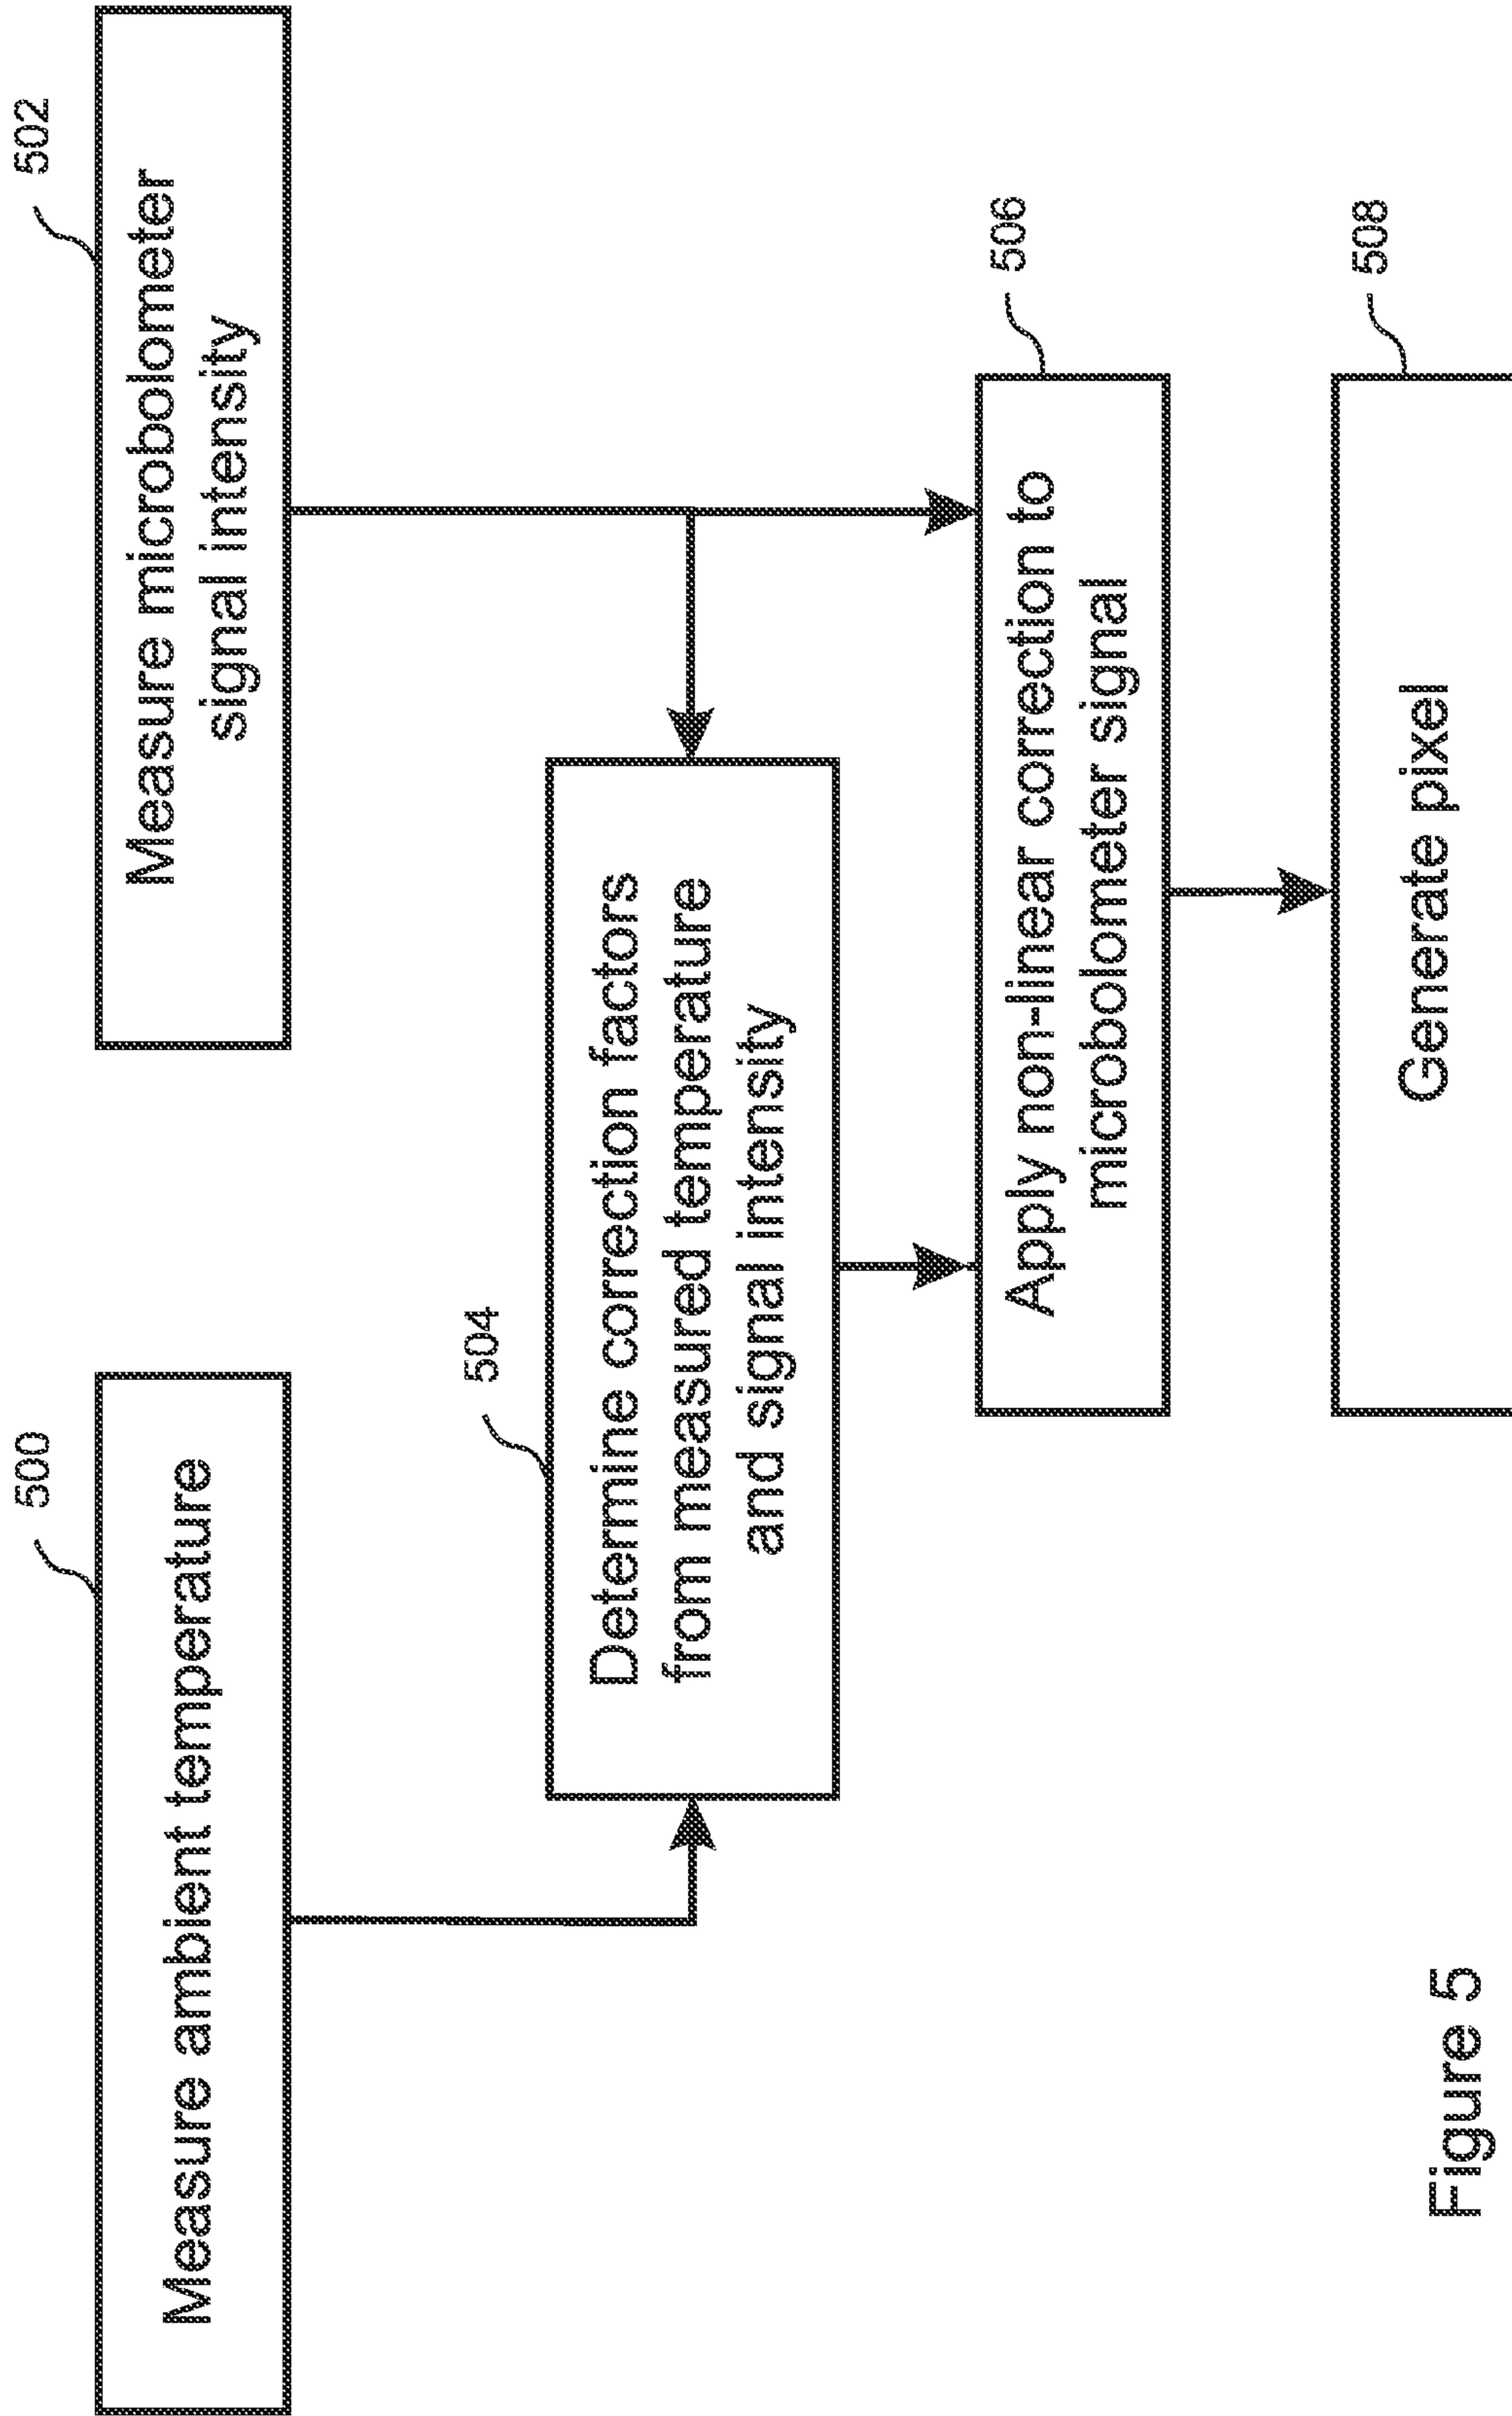 500
Measure ambient temperature
502
Measure microbolometer
signal intensity
504
Determine correction factors
from measured temperature
and signal intensity
506
Apply non-linear correction to
microbolometer signal
508
Generate pixel
Figure 5